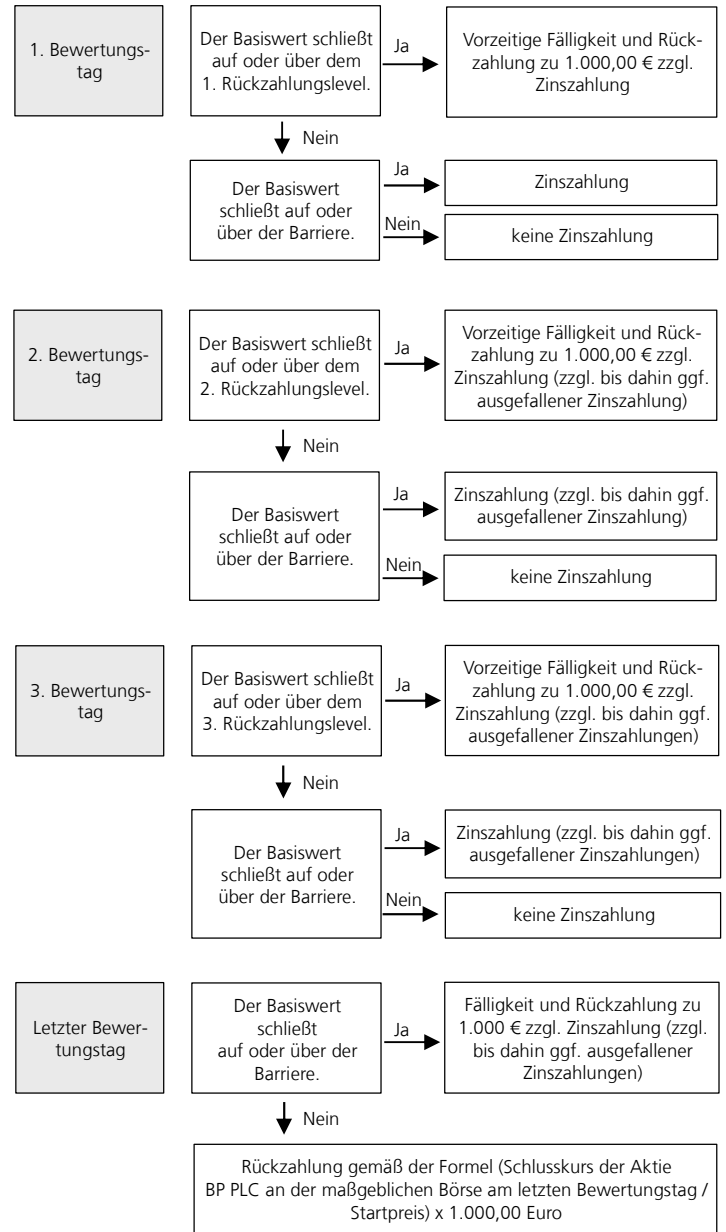 1. Bewertungs-
tag
Der Basiswert schließt
auf oder über dem
1. Rückzahlungslevel.
Ja
Vorzeitige Fälligkeit und Rück-
zahlung zu 1.000,00 € zzgl.
Zinszahlung
Nein
Der Basiswert
schließt auf oder
über der Barriere.
Ja
Zinszahlung
Nein
keine Zinszahlung
2. Bewertungs-
tag
Der Basiswert schließt
auf oder über dem
2. Rückzahlungslevel.
Ja
Vorzeitige Fälligkeit und Rück-
zahlung zu 1.000,00 € zzgl.
Zinszahlung (zzgl. bis dahin ggf.
ausgefallener Zinszahlung)
Nein
Der Basiswert
schließt auf oder
über der Barriere.
Ja
Zinszahlung (zzgl. bis dahin ggf.
ausgefallener Zinszahlung)
Nein
keine Zinszahlung
3. Bewertungs-
tag
Der Basiswert schließt
auf oder über dem
3. Rückzahlungslevel.
Ja
Vorzeitige Fälligkeit und Rück-
zahlung zu 1.000,00 € zzgl.
Zinszahlung (zzgl. bis dahin ggf.
ausgefallener Zinszahlungen)
Nein
Der Basiswert
schließt auf oder
über der Barriere.
Ja
Zinszahlung (zzgl. bis dahin ggf.
ausgefallener Zinszahlungen)
Nein
keine Zinszahlung
Letzter Bewer-
tungstag
Der Basiswert
schließt
auf oder über der
Barriere.
Ja
Fälligkeit und Rückzahlung zu
1.000 € zzgl. Zinszahlung (zzgl.
bis dahin ggf. ausgefallener
Zinszahlungen)
Nein
Rückzahlung gemäß der Formel (Schlusskurs der Aktie
BP PLC an der maßgeblichen Börse am letzten Bewertungstag /
Startpreis) x 1.000,00 Euro